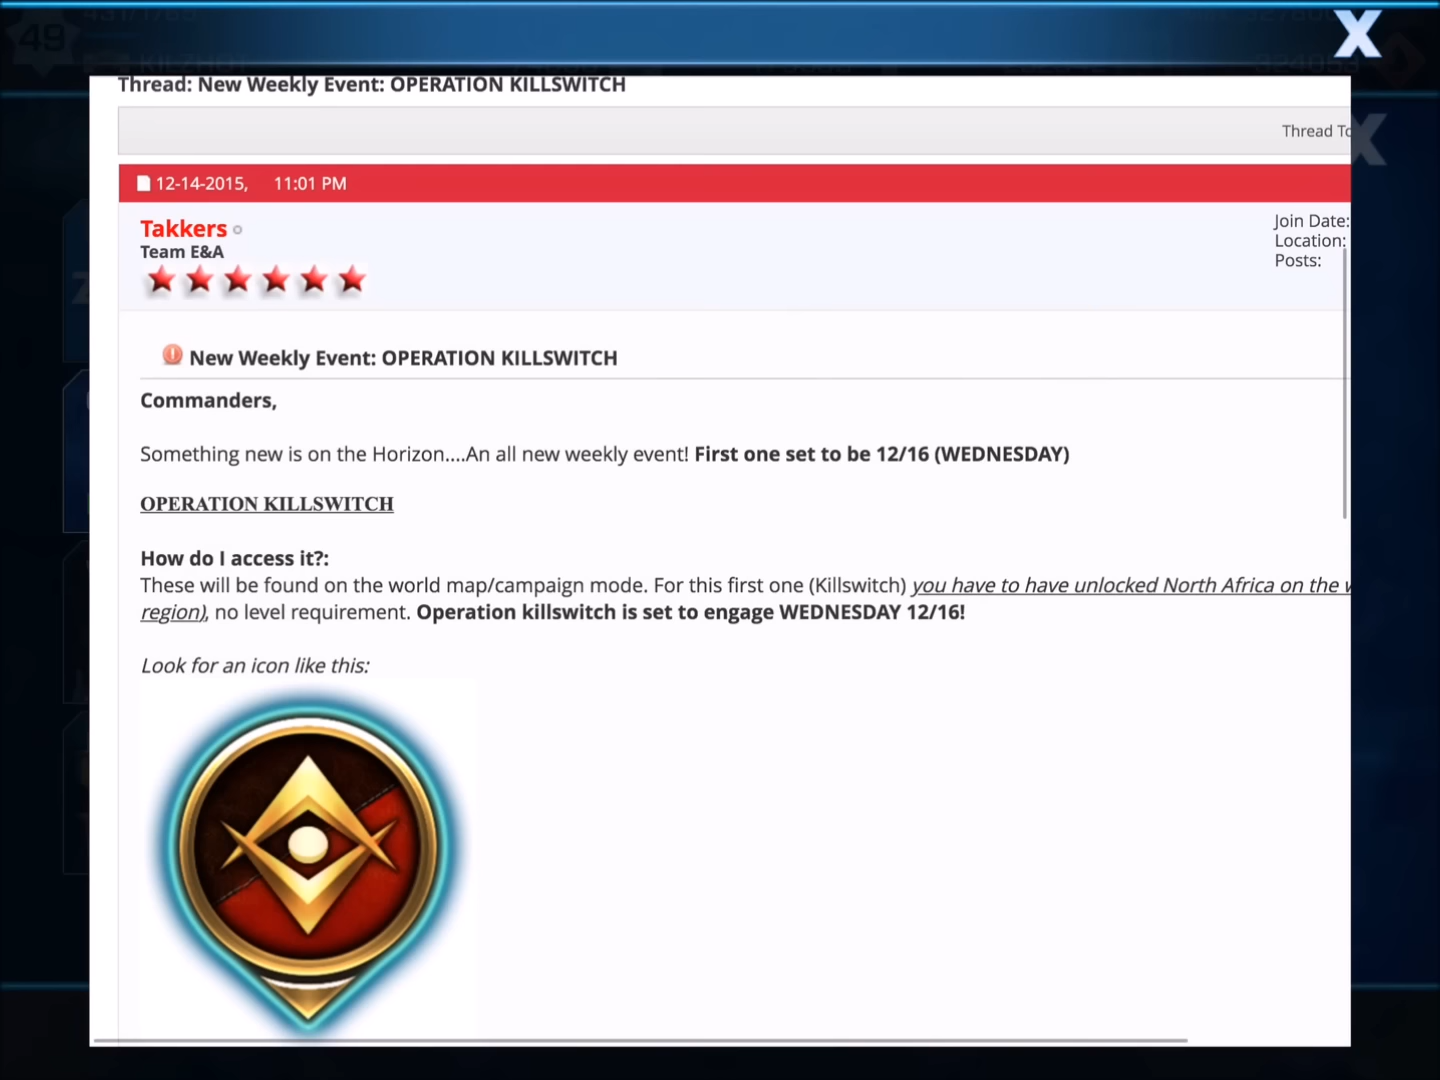 49
Thread: New Weekly Event: OPERATION KILLSWITCH
Thread To
12-14-2015, 11:01 PM
Takkers
Team E&A
Join Date:
Location:
Posts:
New Weekly Event: OPERATION KILLSWITCH
Commanders,
Something new is on the Horizon....An all new weekly event! First one set to be 12/16 (WEDNESDAY)
OPERATION KILLSWITCH
How do I access it?:
These will be found on the world map/campaign mode. For this first one (Killswitch) you have to have unlocked North Africa on the w
region), no level requirement. Operation killswitch is set to engage WEDNESDAY 12/16!
Look for an icon like this: